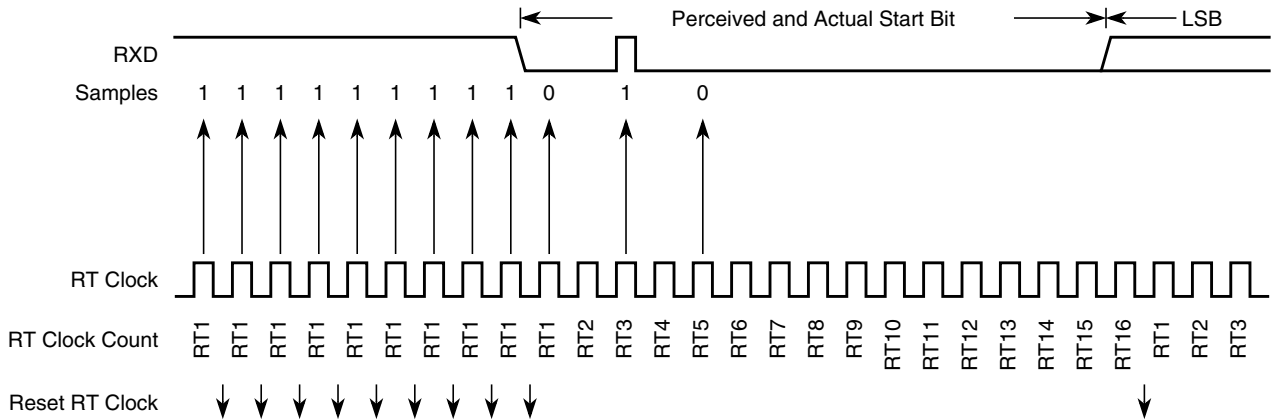 Perceived and Actual Start Bit LSB
RXD
Samples 1 1 1 1 1 1 1 1 1 0 1 0
RT Clock
RT Clock Count RT1 RT1 RT1 RT1 RT1 RT1 RT1 RT1 RT1 RT1 RT2 RT3 RT4 RT5 RT6 RT7 RT8 RT9 RT10 RT11 RT12 RT13 RT14 RT15 RT16 RT1 RT2 RT3
Reset RT Clock